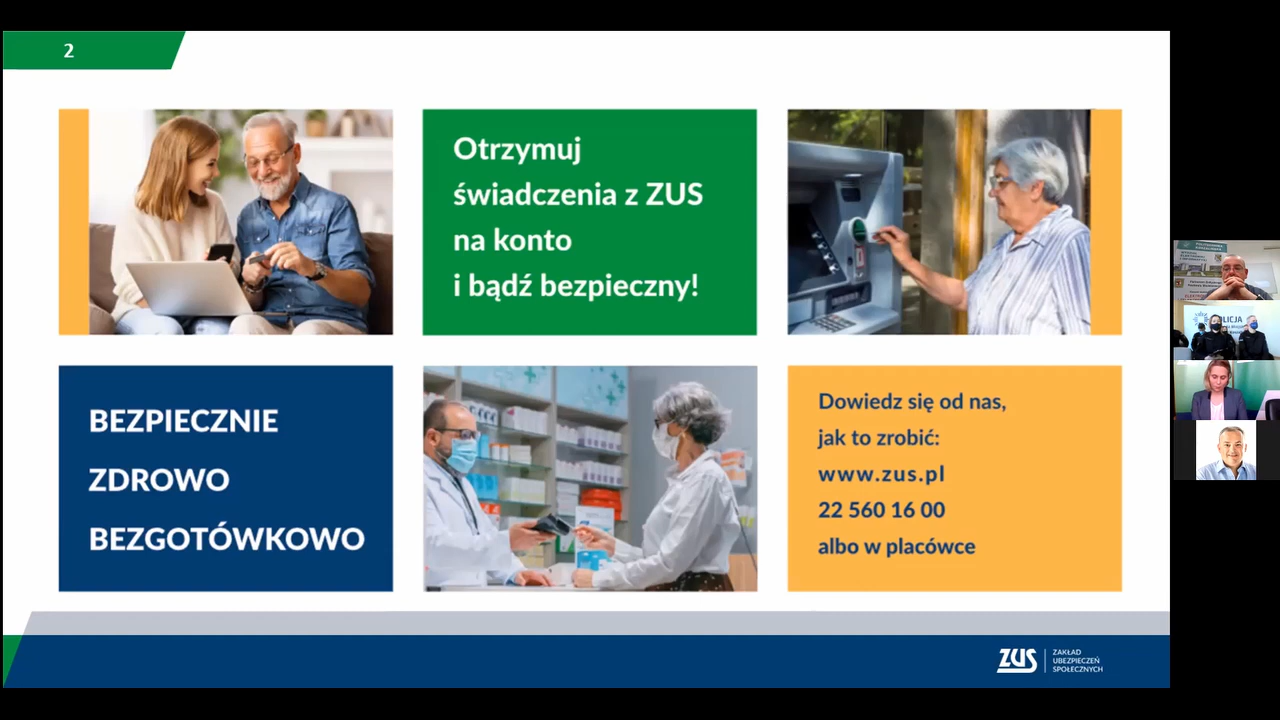 2
Otrzymuj
świadczenia z ZUS
na konto
i bądź bezpieczny!
BEZPIECZNIE
ZDROWO
BEZGOTÓWKOWO
Dowiedz się od nas,
jak to zrobić:
www.zus.pl
22 560 16 00
albo w placówce
ZUS
ZAKŁAD
UBEZPIECZEŃ
SPOŁECZNYCH
POLICJA